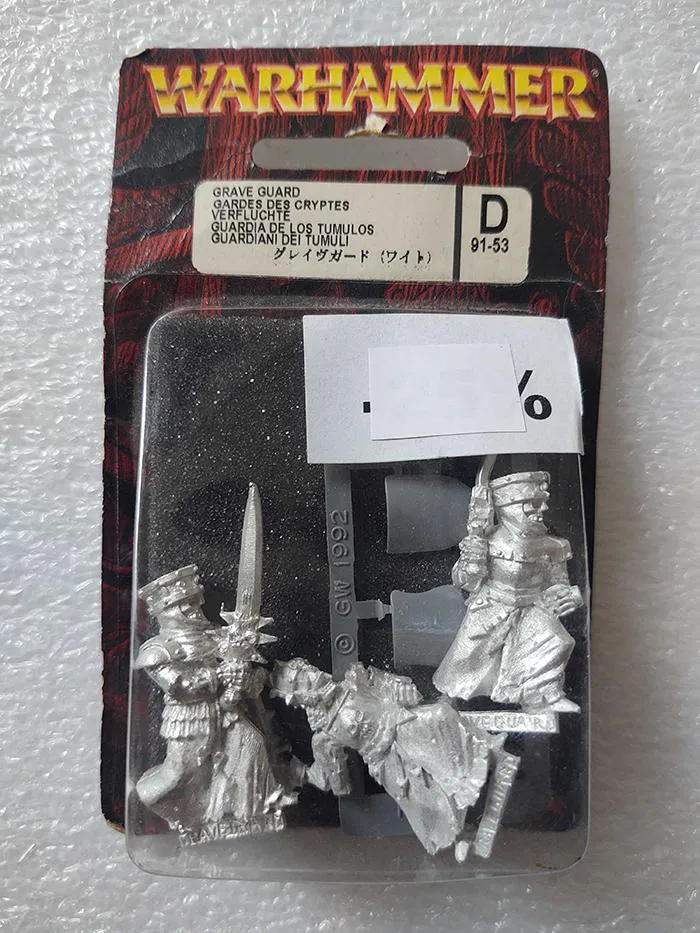 WARHAMMER®
GRAVE GUARD
GARDES DES CRYPTES
VERFLUCHTE
GUARDIA DE LOS TUMULOS
GUARDIANI DEI TUMULI
グレイヴガード (ワイト)
D
91-53
%
© GW 1992